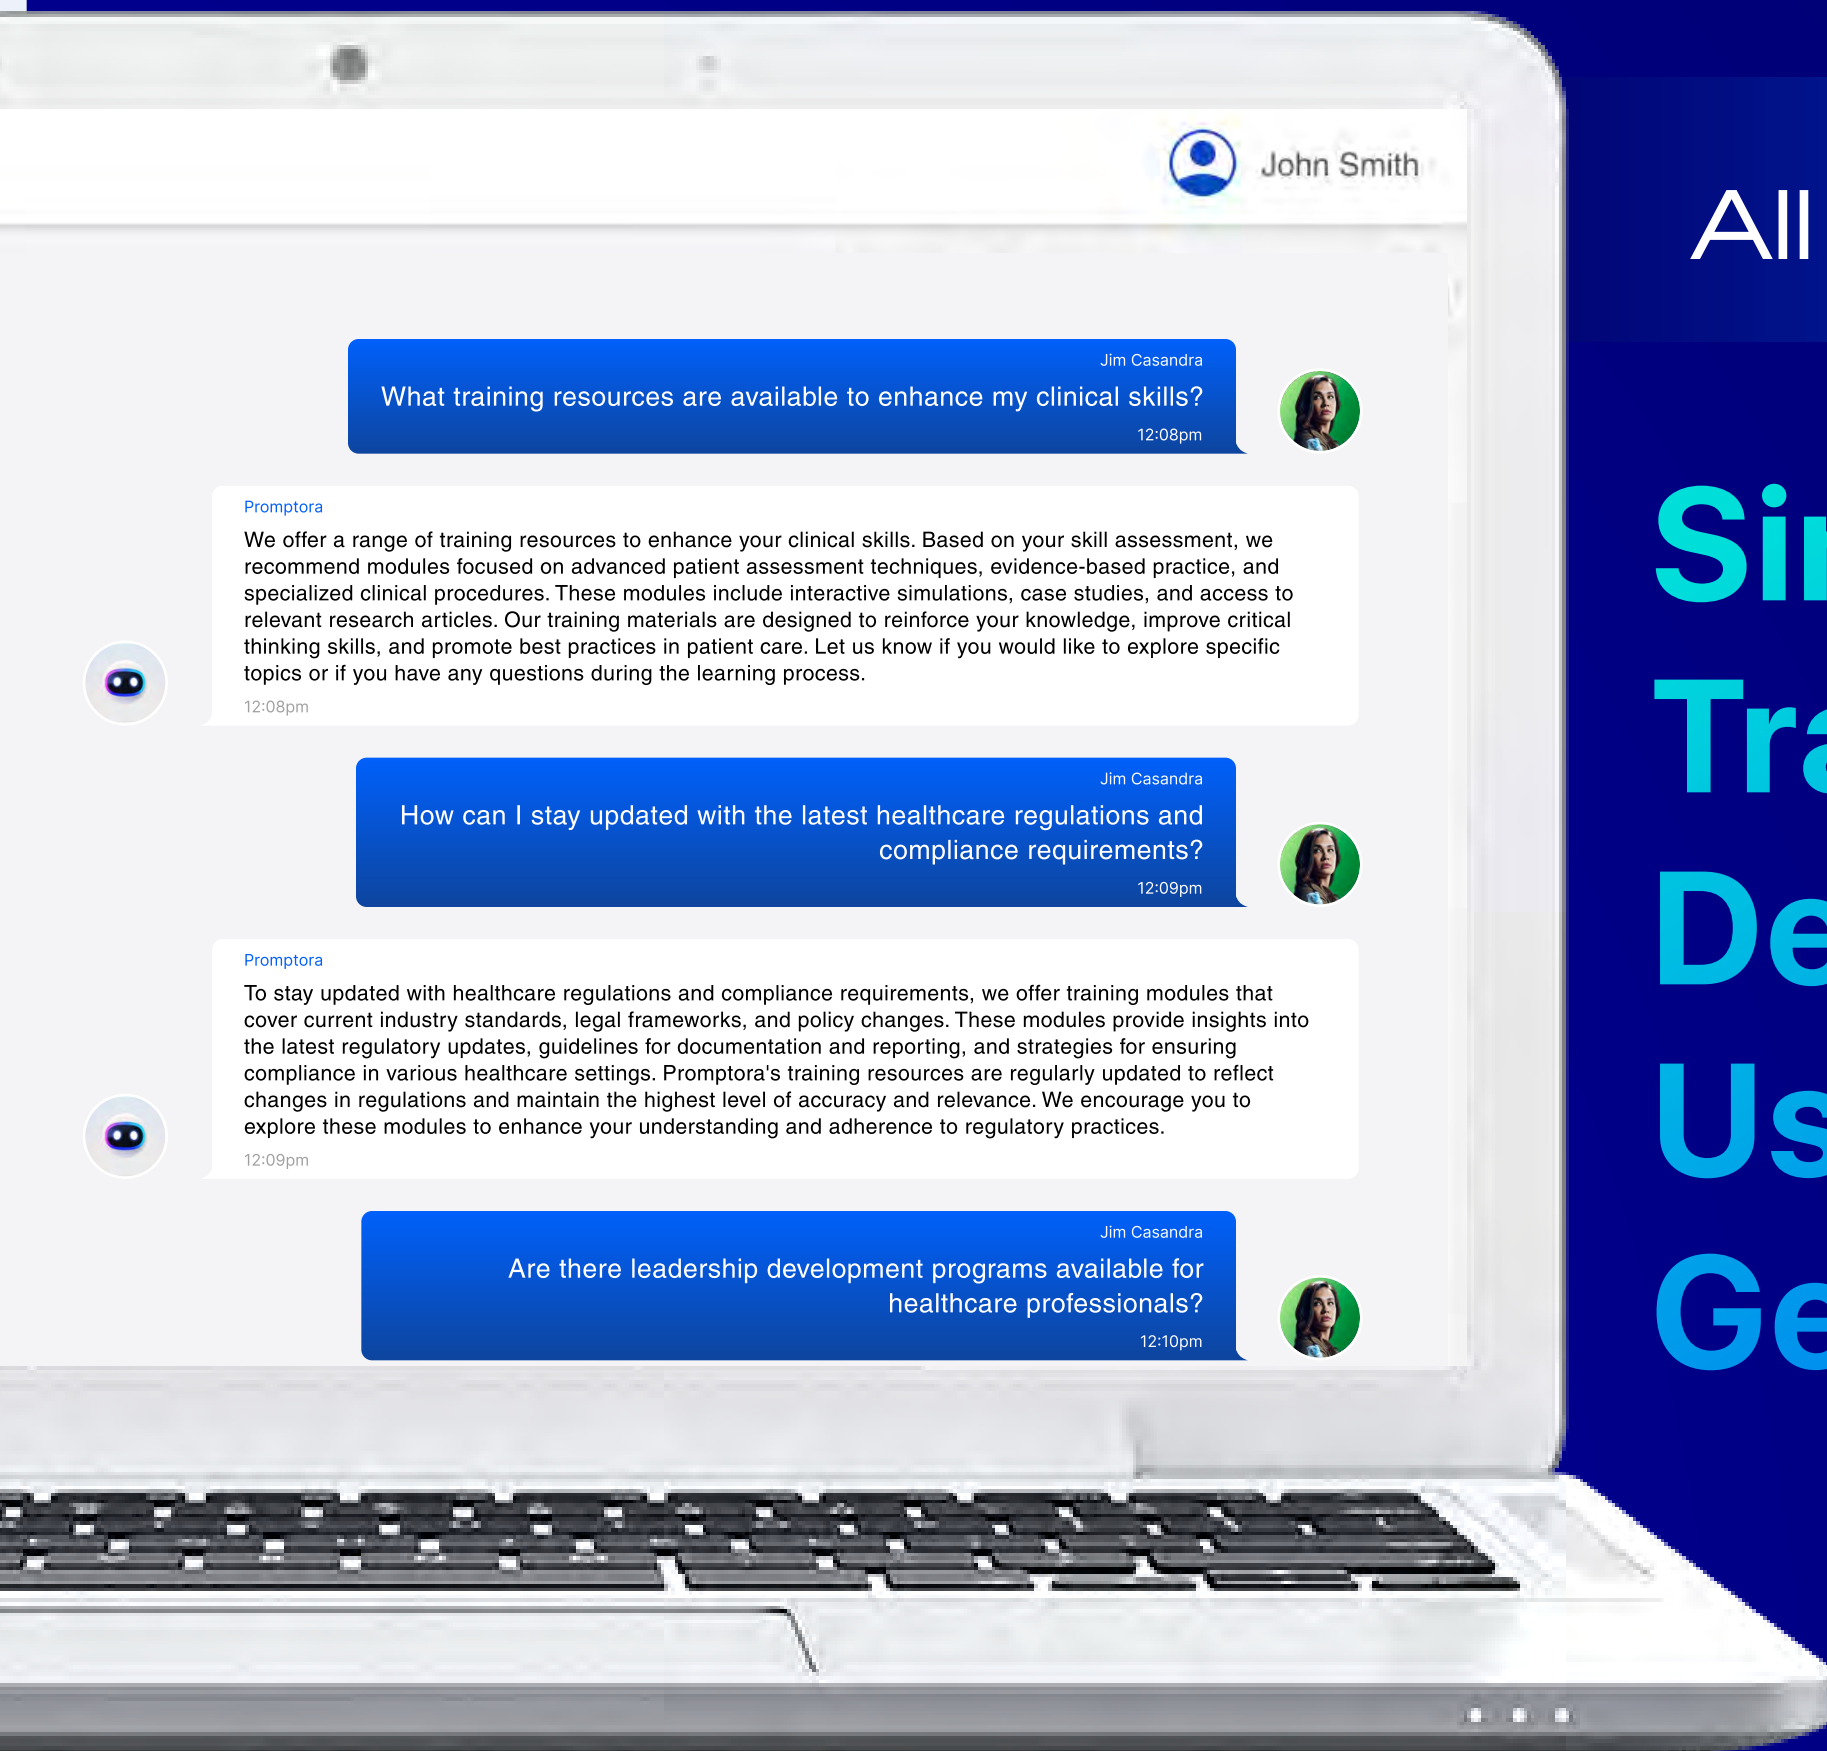 John Smith
All
Jim Casandra
What training resources are available to enhance my clinical skills?
12:08pm
Promptora
We offer a range of training resources to enhance your clinical skills. Based on your skill assessment, we
recommend modules focused on advanced patient assessment techniques, evidence-based practice, and
specialized clinical procedures. These modules include interactive simulations, case studies, and access to
relevant research articles. Our training materials are designed to reinforce your knowledge, improve critical
thinking skills, and promote best practices in patient care. Let us know if you would like to explore specific
topics or if you have any questions during the learning process.
12:08pm
Jim Casandra
How can I stay updated with the latest healthcare regulations and
compliance requirements?
12:09pm
Promptora
To stay updated with healthcare regulations and compliance requirements, we offer training modules that
cover current industry standards, legal frameworks, and policy changes. These modules provide insights into
the latest regulatory updates, guidelines for documentation and reporting, and strategies for ensuring
compliance in various healthcare settings. Promptora's training resources are regularly updated to reflect
changes in regulations and maintain the highest level of accuracy and relevance. We encourage you to
explore these modules to enhance your understanding and adherence to regulatory practices.
12:09pm
Jim Casandra
Are there leadership development programs available for
healthcare professionals?
12:10pm